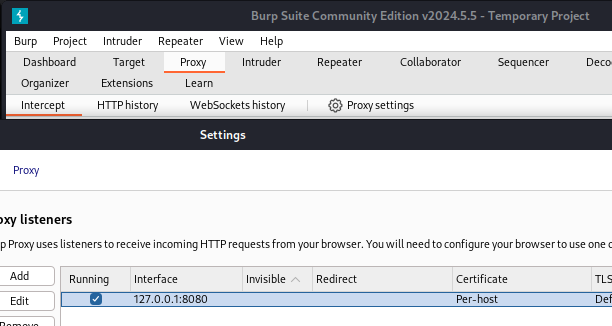 Burp Suite Community Edition v2024.5.5 - Temporary Project
Burp Project Intruder Repeater View Help
Dashboard Target Proxy Intruder Repeater Collaborator Sequencer Deco
Organizer Extensions Learn
Intercept HTTP history WebSockets history Proxy settings
Settings
Proxy
oxy listeners
p Proxy uses listeners to receive incoming HTTP requests from your browser. You will need to configure your browser to use one o
Add Running Interface Invisible Redirect Certificate TLS
Edit 127.0.0.1:8080 Per-host Def
Remove